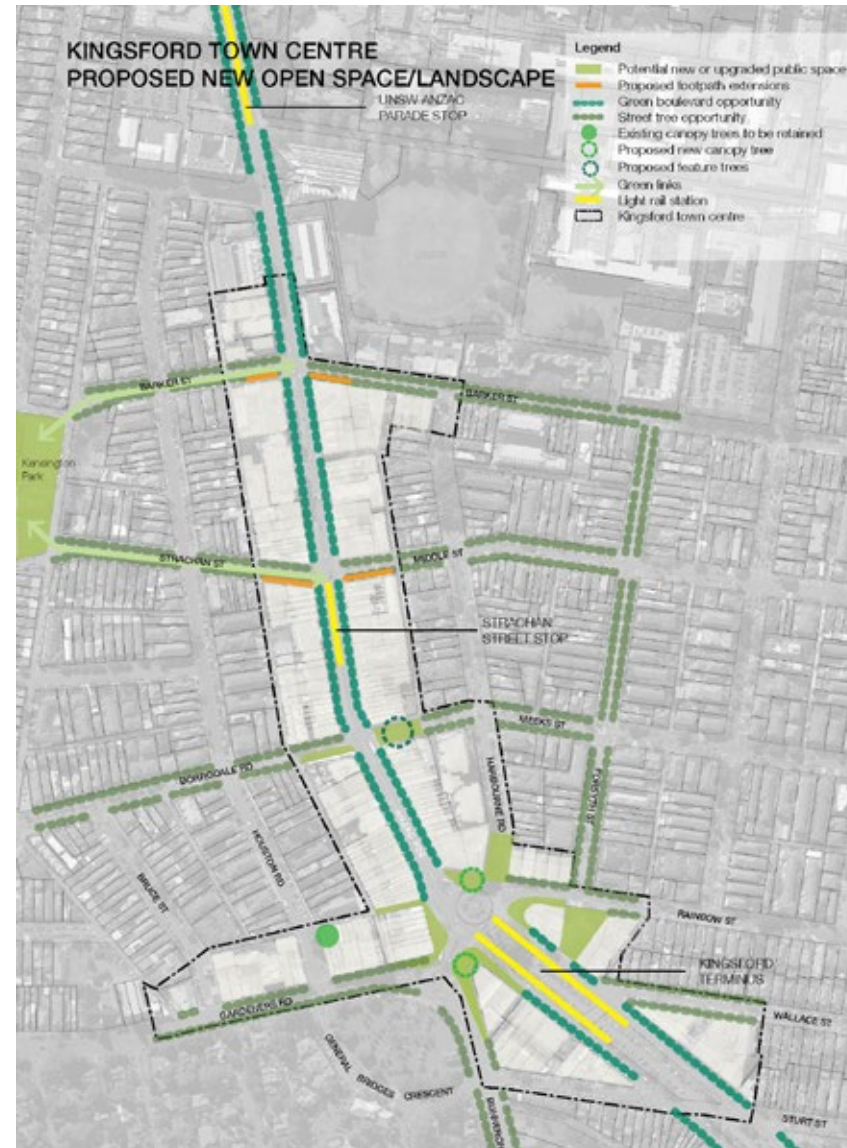 KINGSFORD TOWN CENTRE
PROPOSED NEW OPEN SPACE/LANDSCAPE
UNSW ANZAC
PARADE STOP
Legend
Potential new or upgraded public space
Proposed footpath extensions
Green boulevard opportunity
Street tree opportunity
Existing canopy trees to be retained
Proposed new canopy tree
Proposed feature trees
Green links
Light rail station
Kingsford town centre
BARKER ST
BARKER ST
Kensington
Park
STRACHAN ST
MIDDLE ST
STRACHAN
STREET STOP
MEEKS ST
BORRODALE RD
HARBOURNE RD
FORSYTH ST
HOUSTON RD
BRUCE ST
RAINBOW ST
KINGSFORD
TERMINUS
GARDENERS RD
WALLACE ST
GENERAL BRIDGES CRESCENT
STURT ST